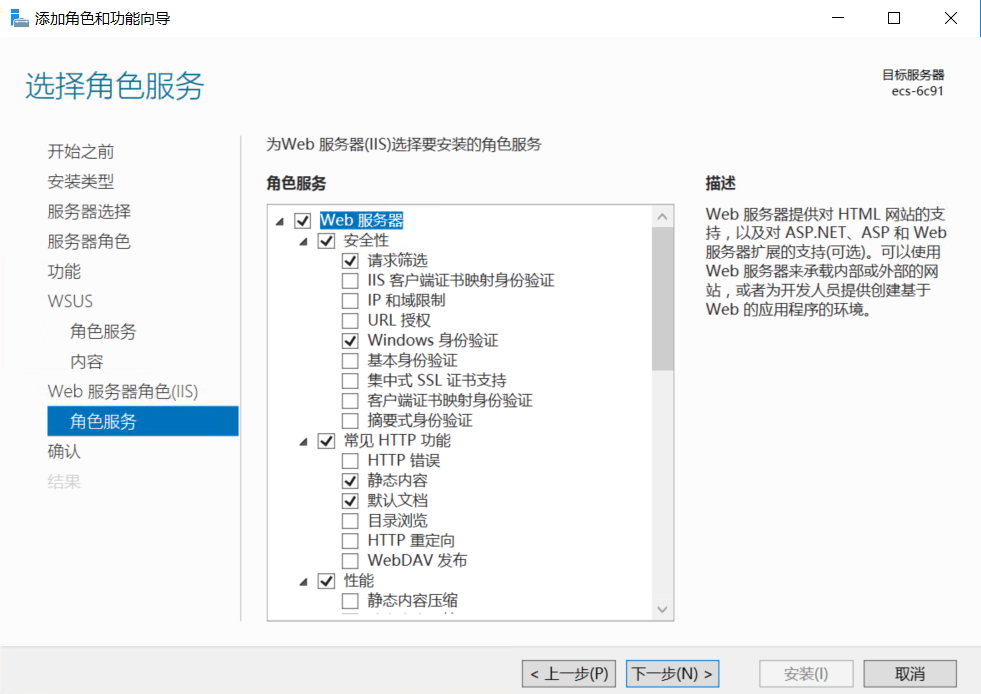 添加角色和功能向导
选择角色服务
目标服务器
ecs-6c91
开始之前
安装类型
服务器选择
服务器角色
功能
WSUS
角色服务
内容
Web 服务器角色(IIS)
角色服务
确认
结果
为Web 服务器(IIS)选择要安装的角色服务
角色服务
Web 服务器
安全性
请求筛选
IIS 客户端证书映射身份验证
IP 和域限制
URL 授权
Windows 身份验证
基本身份验证
集中式 SSL 证书支持
客户端证书映射身份验证
摘要式身份验证
常见 HTTP 功能
HTTP 错误
静态内容
默认文档
目录浏览
HTTP 重定向
WebDAV 发布
性能
静态内容压缩
描述
Web 服务器提供对 HTML 网站的支
持，以及对 ASP.NET、ASP 和 Web
服务器扩展的支持(可选)。可以使用
Web 服务器来承载内部或外部的网
站，或者为开发人员提供创建基于
Web 的应用程序的环境。
< 上一步(P)
下一步(N) >
安装(I)
取消